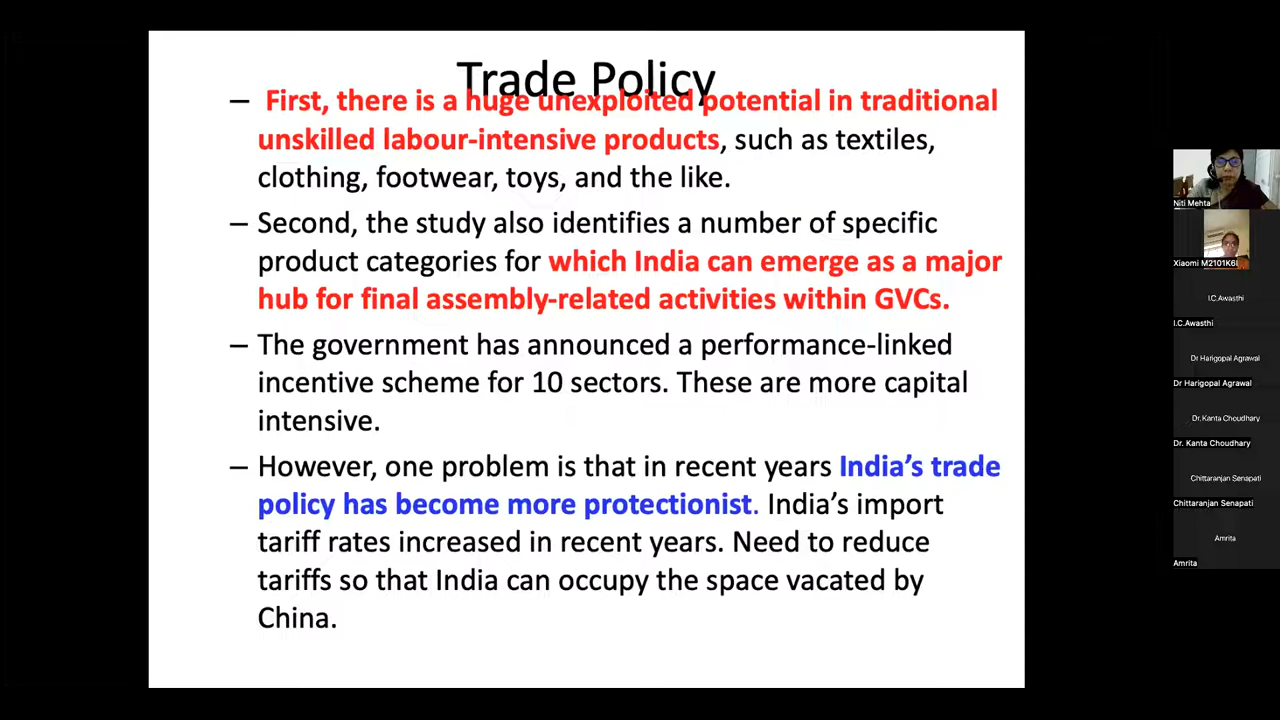 Trade Policy
– First, there is a huge unexploited potential in traditional
unskilled labour-intensive products, such as textiles,
clothing, footwear, toys, and the like.
– Second, the study also identifies a number of specific
product categories for which India can emerge as a major
hub for final assembly-related activities within GVCs.
– The government has announced a performance-linked
incentive scheme for 10 sectors. These are more capital
intensive.
– However, one problem is that in recent years India’s trade
policy has become more protectionist. India’s import
tariff rates increased in recent years. Need to reduce
tariffs so that India can occupy the space vacated by
China.
Niti Mehta
Xiaomi M2101K6I
I.C.Awasthi
I.C.Awasthi
Dr Harigopal Agrawal
Dr Harigopal Agrawal
Dr. Kanta Choudhary
Dr. Kanta Choudhary
Chittaranjan Senapati
Chittaranjan Senapati
Amrita
Amrita